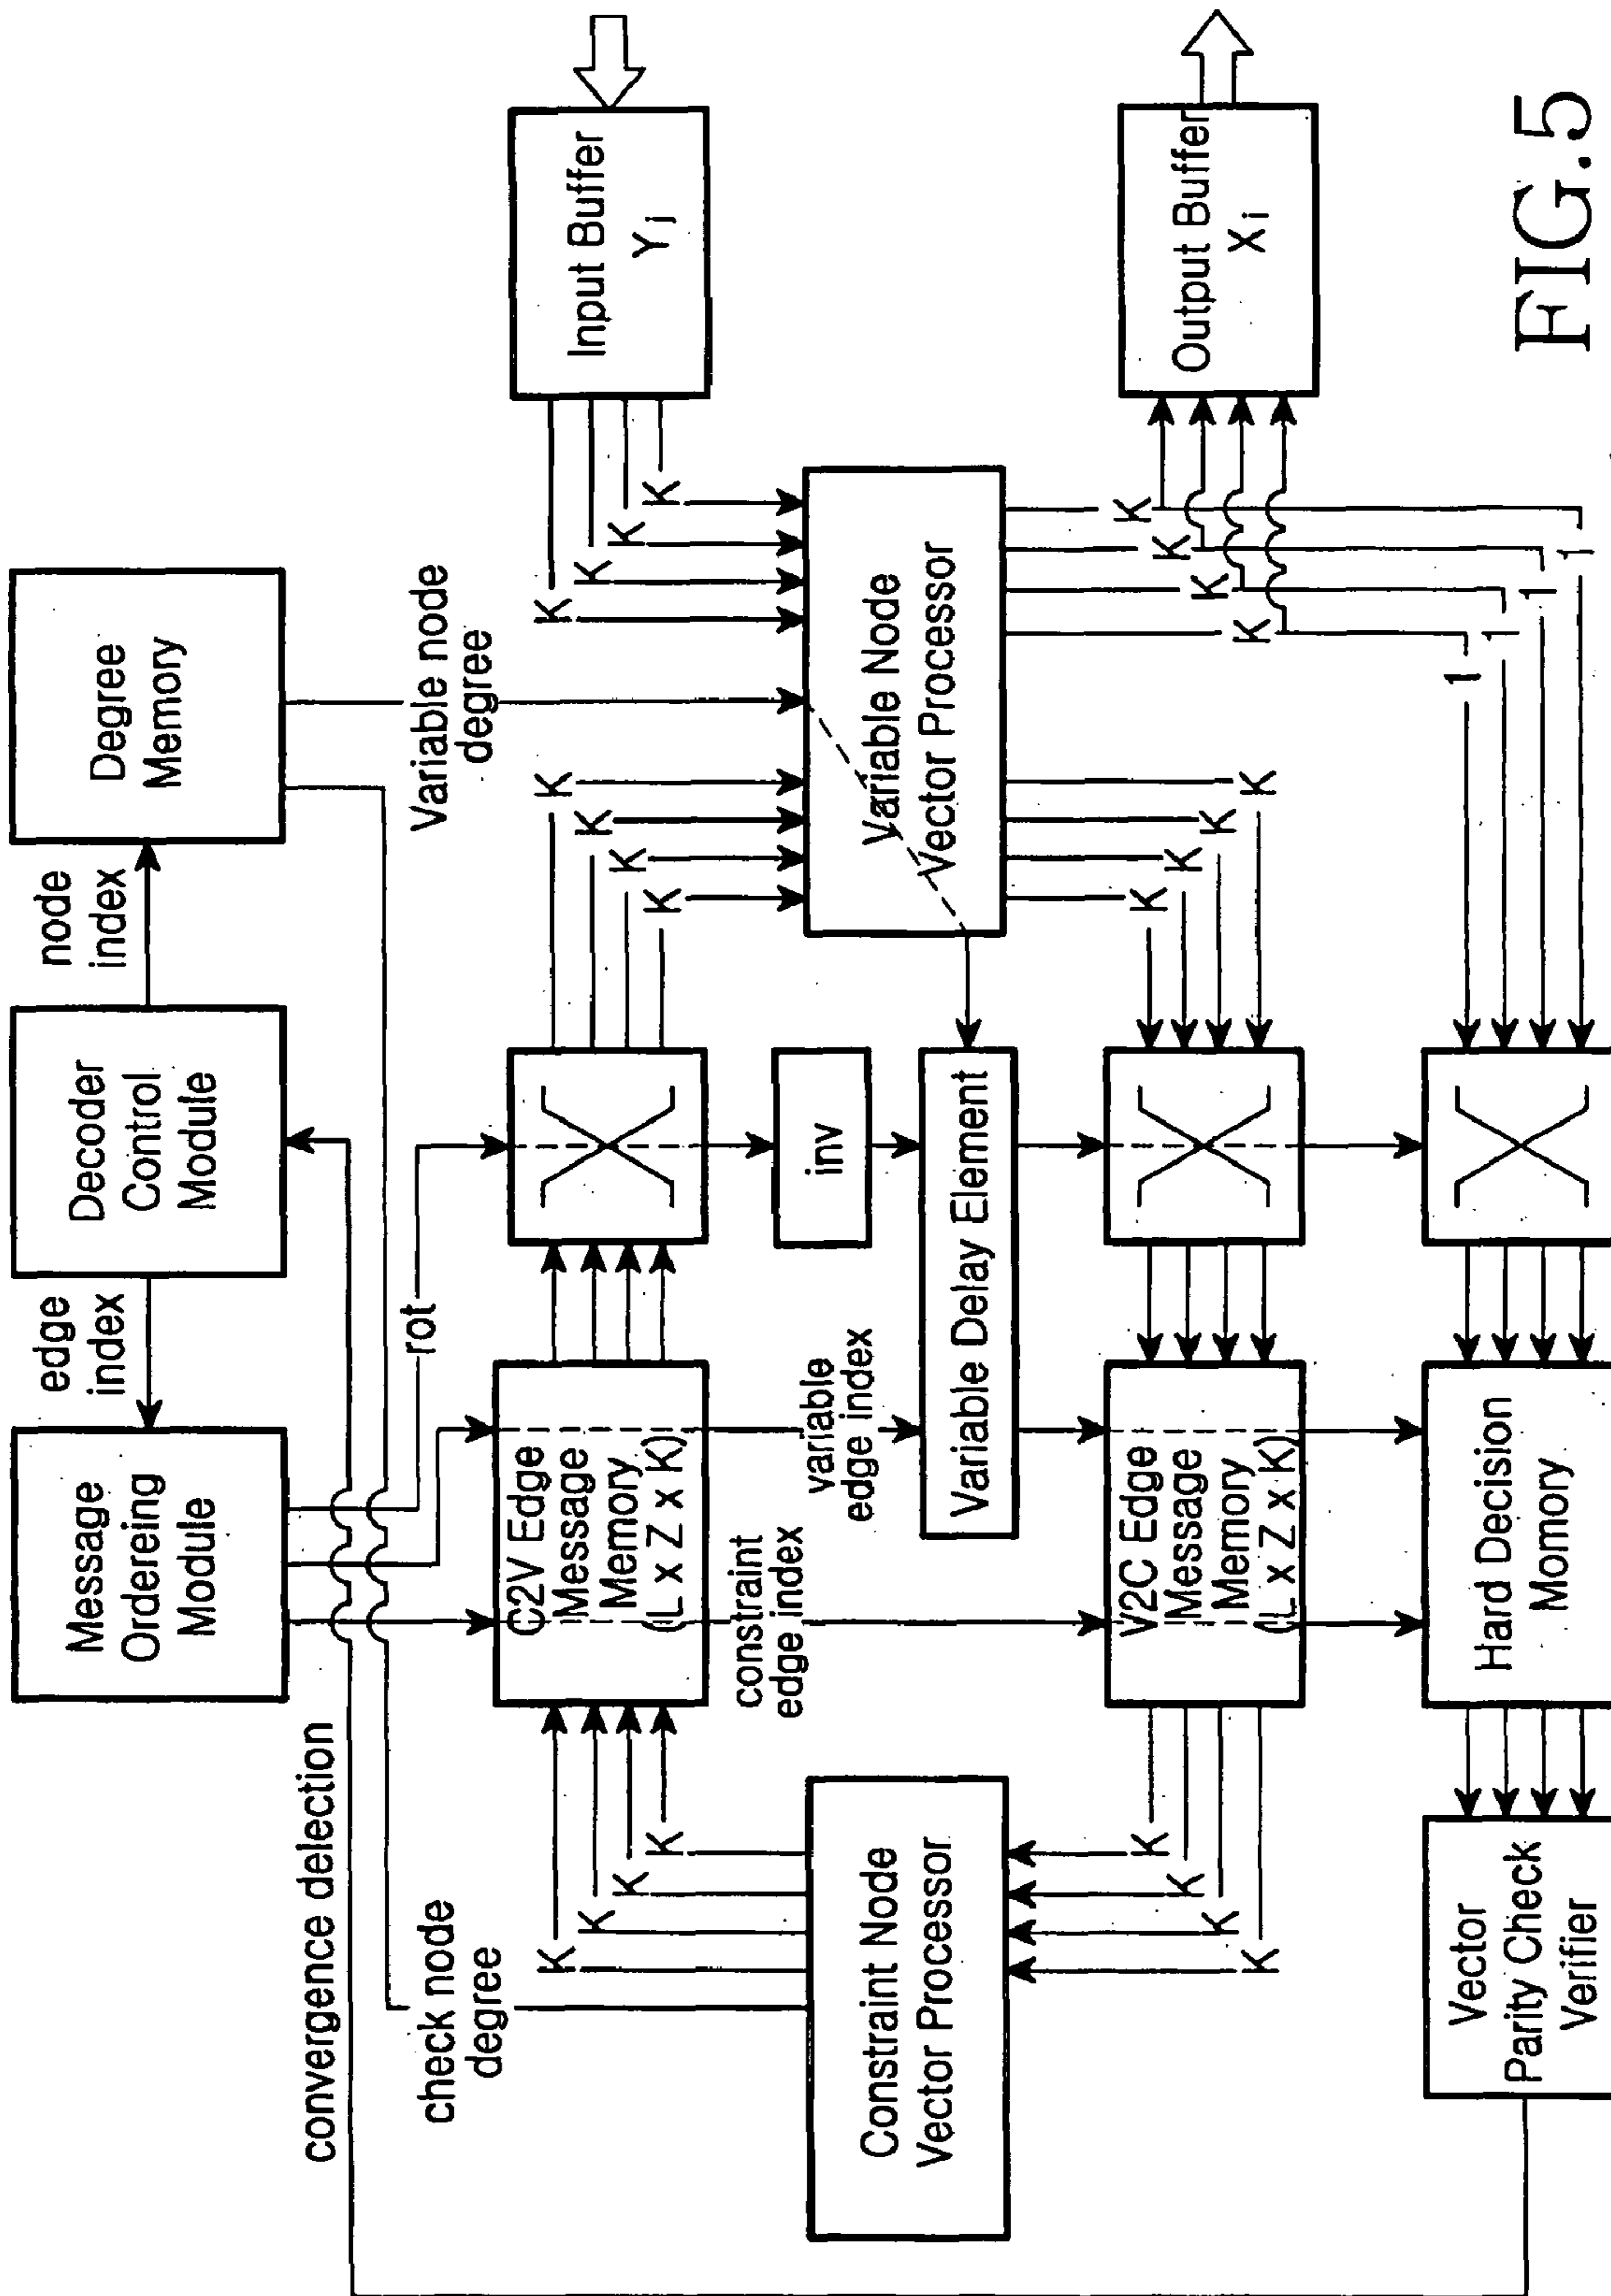 Message
Ordereing
Module
edge
index
Decoder
Control
Module
node
index
Degree
Memory
convergence delection
check node
degree
rot
Variable node
degree
C2V Edge
Message
Memory
(L x Z x K)
Input Buffer
Yj
K
K
K
K
K
K
K
K
K
K
K
K
constraint
edge index
variable
edge index
inv
Constraint Node
Vector Processor
Variable Delay Element
Variable Node
Vector Processor
K
K
K
K
K
K
K
K
K
K
K
K
V2C Edge
Message
Memory
(L x Z x K)
Output Buffer
Xi
1
1
1
1
Vector
Parity Check
Verifier
Hard Decision
Momory
FIG.5